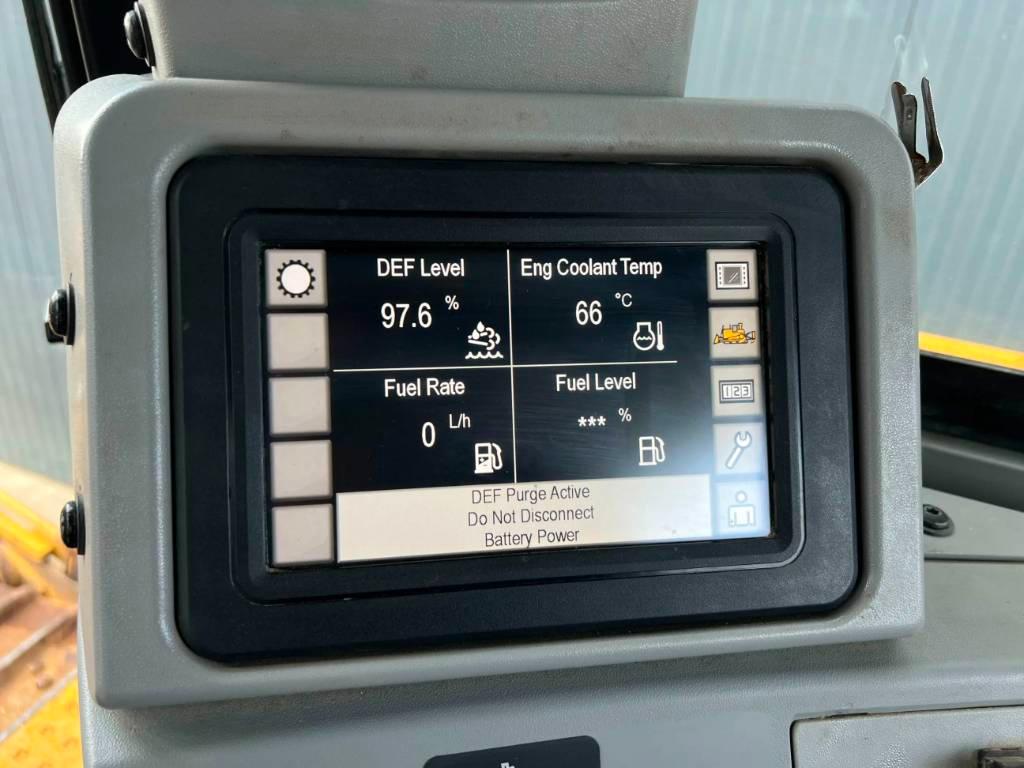 DEF Level
97.6 %
Eng Coolant Temp
66 °C
Fuel Rate
0 L/h
Fuel Level
*** %
123
DEF Purge Active
Do Not Disconnect
Battery Power